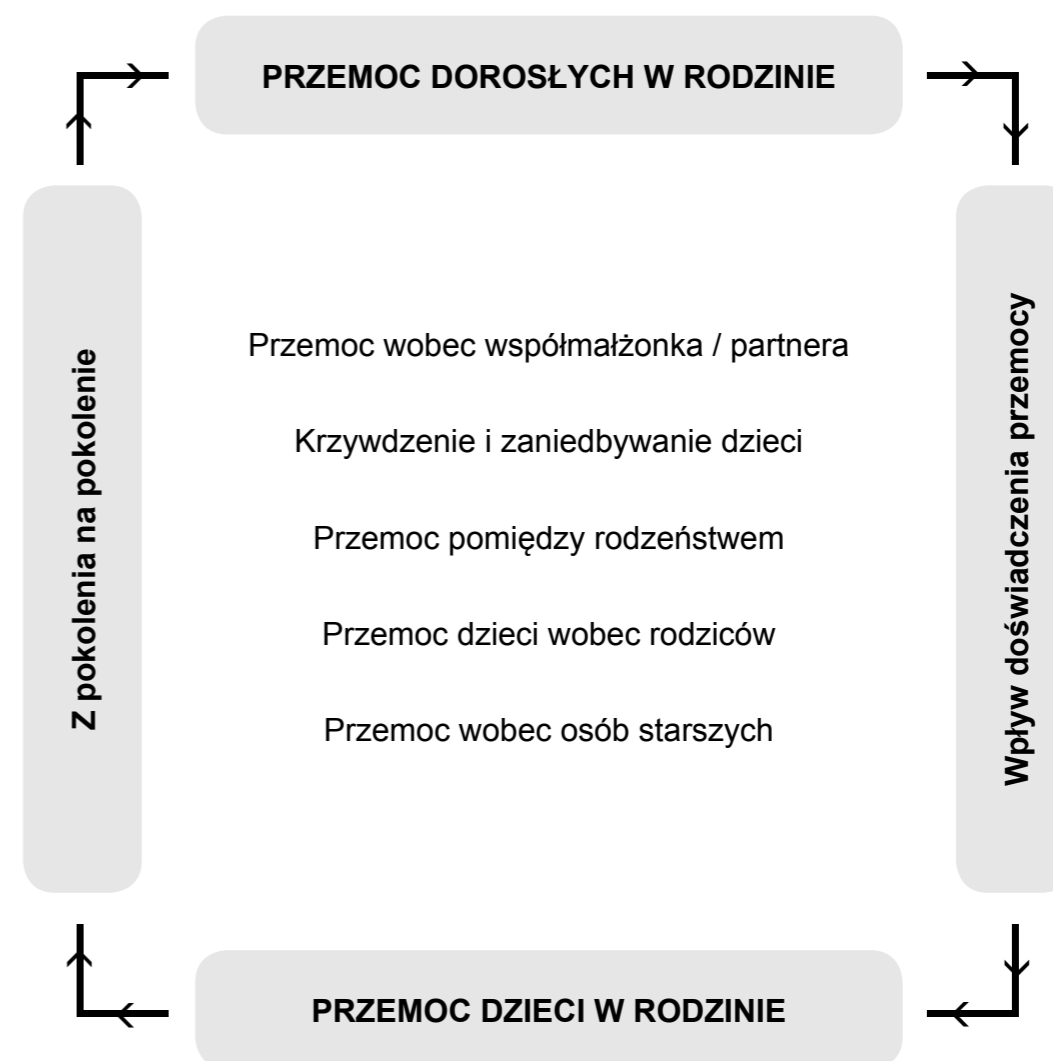 PRZEMOC DOROSŁYCH W RODZINIE
Z pokolenia na pokolenie
Przemoc wobec współmałżonka / partnera
Krzywdzenie i zaniedbywanie dzieci
Przemoc pomiędzy rodzeństwem
Przemoc dzieci wobec rodziców
Przemoc wobec osób starszych
Wpływ doświadczenia przemocy
PRZEMOC DZIECI W RODZINIE